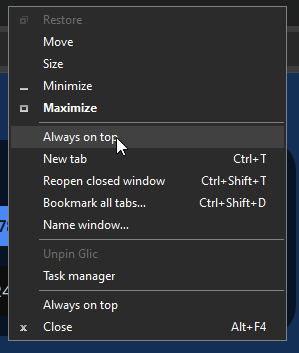 Restore
Move
Size
Minimize
Maximize
Always on top
New tab Ctrl+T
Reopen closed window Ctrl+Shift+T
Bookmark all tabs... Ctrl+Shift+D
Name window...
Unpin Glic
Task manager
Always on top
Close Alt+F4